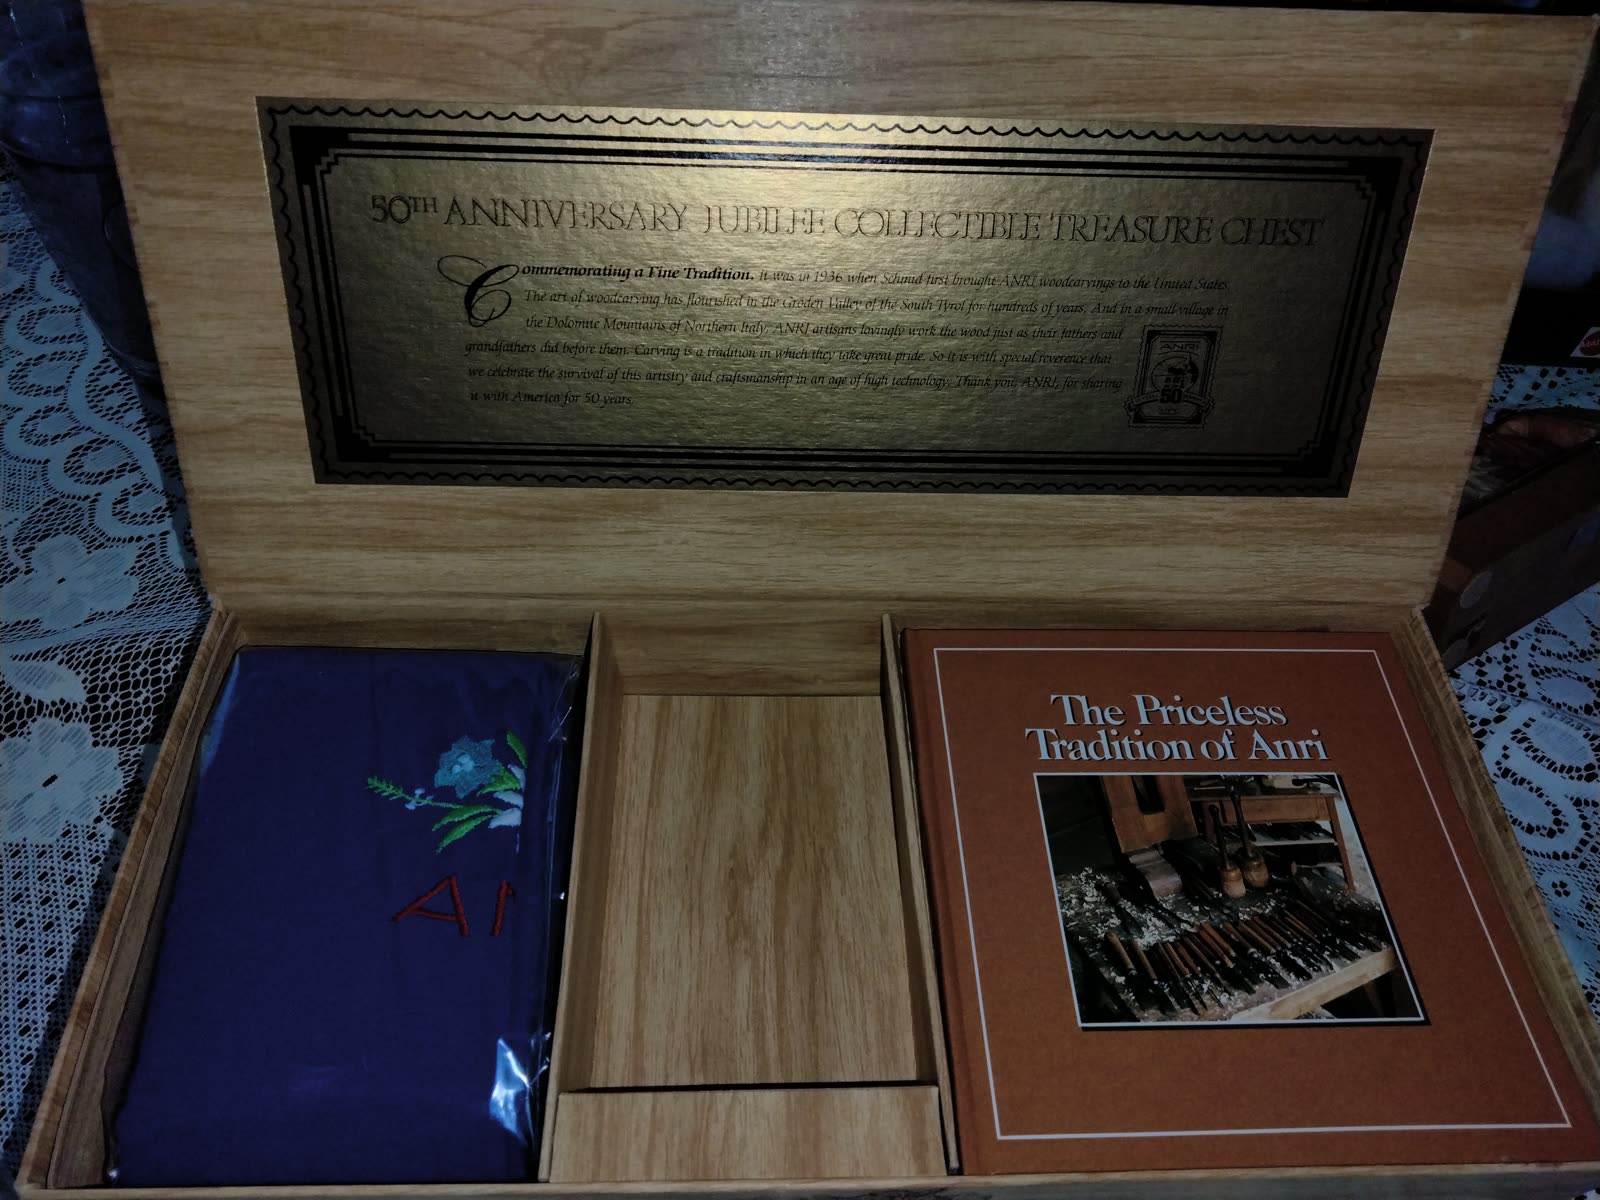 50TH ANNIVERSARY JUBILEE COLLECTIBLE TREASURE CHEST
Commemorating a Fine Tradition. It was in 1936 when Schmid first brought ANRI woodcarvings to the United States.
The art of woodcarving has flourished in the Gröden Valley of the South Tyrol for hundreds of years. And in a small village in
the Dolomite Mountains of Northern Italy, ANRI artisans lovingly work the wood just as their fathers and
grandfathers did before them. Carving is a tradition in which they take great pride. So it is with special reverence that
we celebrate the survival of this artistry and craftsmanship in an age of high technology. Thank you, ANRI, for sharing
it with America for 50 years.
ANRI
50
The Priceless
Tradition of Anri